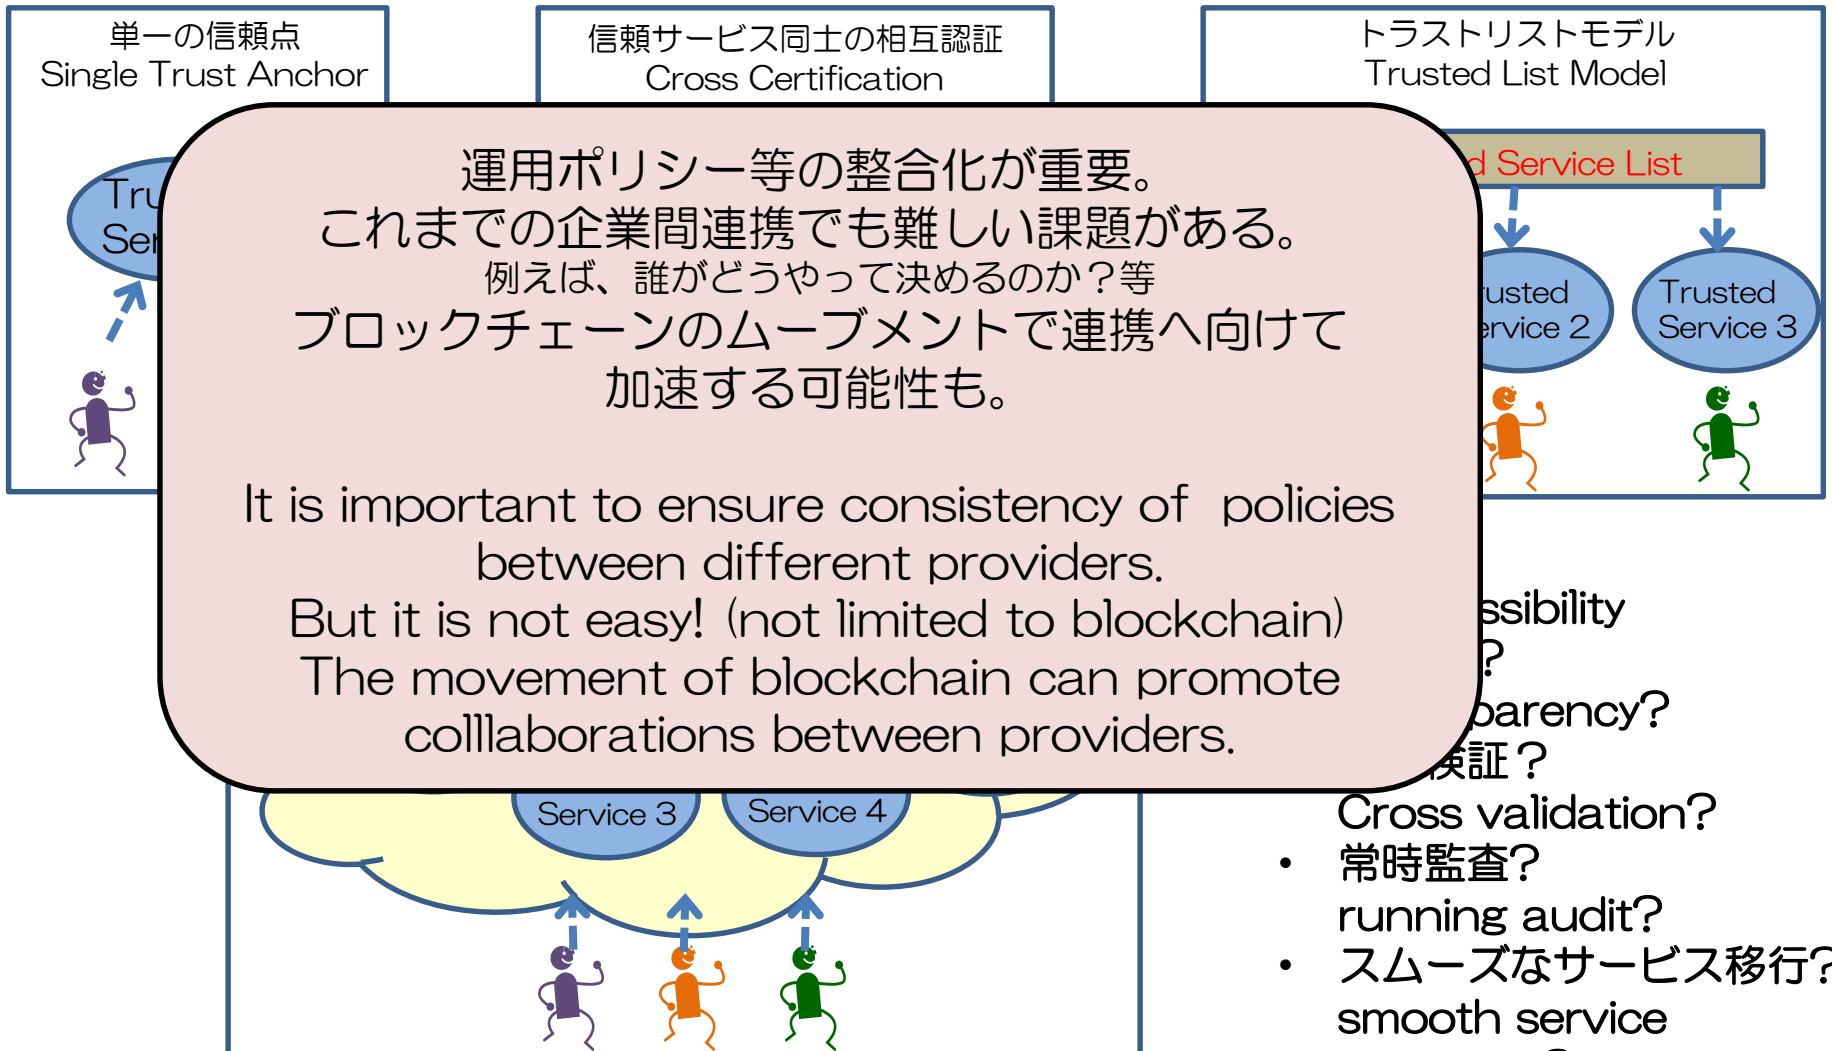 単一の信頼点
Single Trust Anchor
信頼サービス同士の相互認証
Cross Certification
トラストリストモデル
Trusted List Model
Service List
Trusted
Service 3
Service 2
運用ポリシー等の整合化が重要。
これまでの企業間連携でも難しい課題がある。
例えば、誰がどうやって決めるのか？等
ブロックチェーンのムーブメントで連携へ向けて
加速する可能性も。
It is important to ensure consistency of policies
between different providers.
But it is not easy! (not limited to blockchain)
The movement of blockchain can promote
colllaborations between providers.
Service 3
Service 4
ssibility
?
parency?
検証？
Cross validation?
• 常時監査?
running audit?
• スムーズなサービス移行?
smooth service